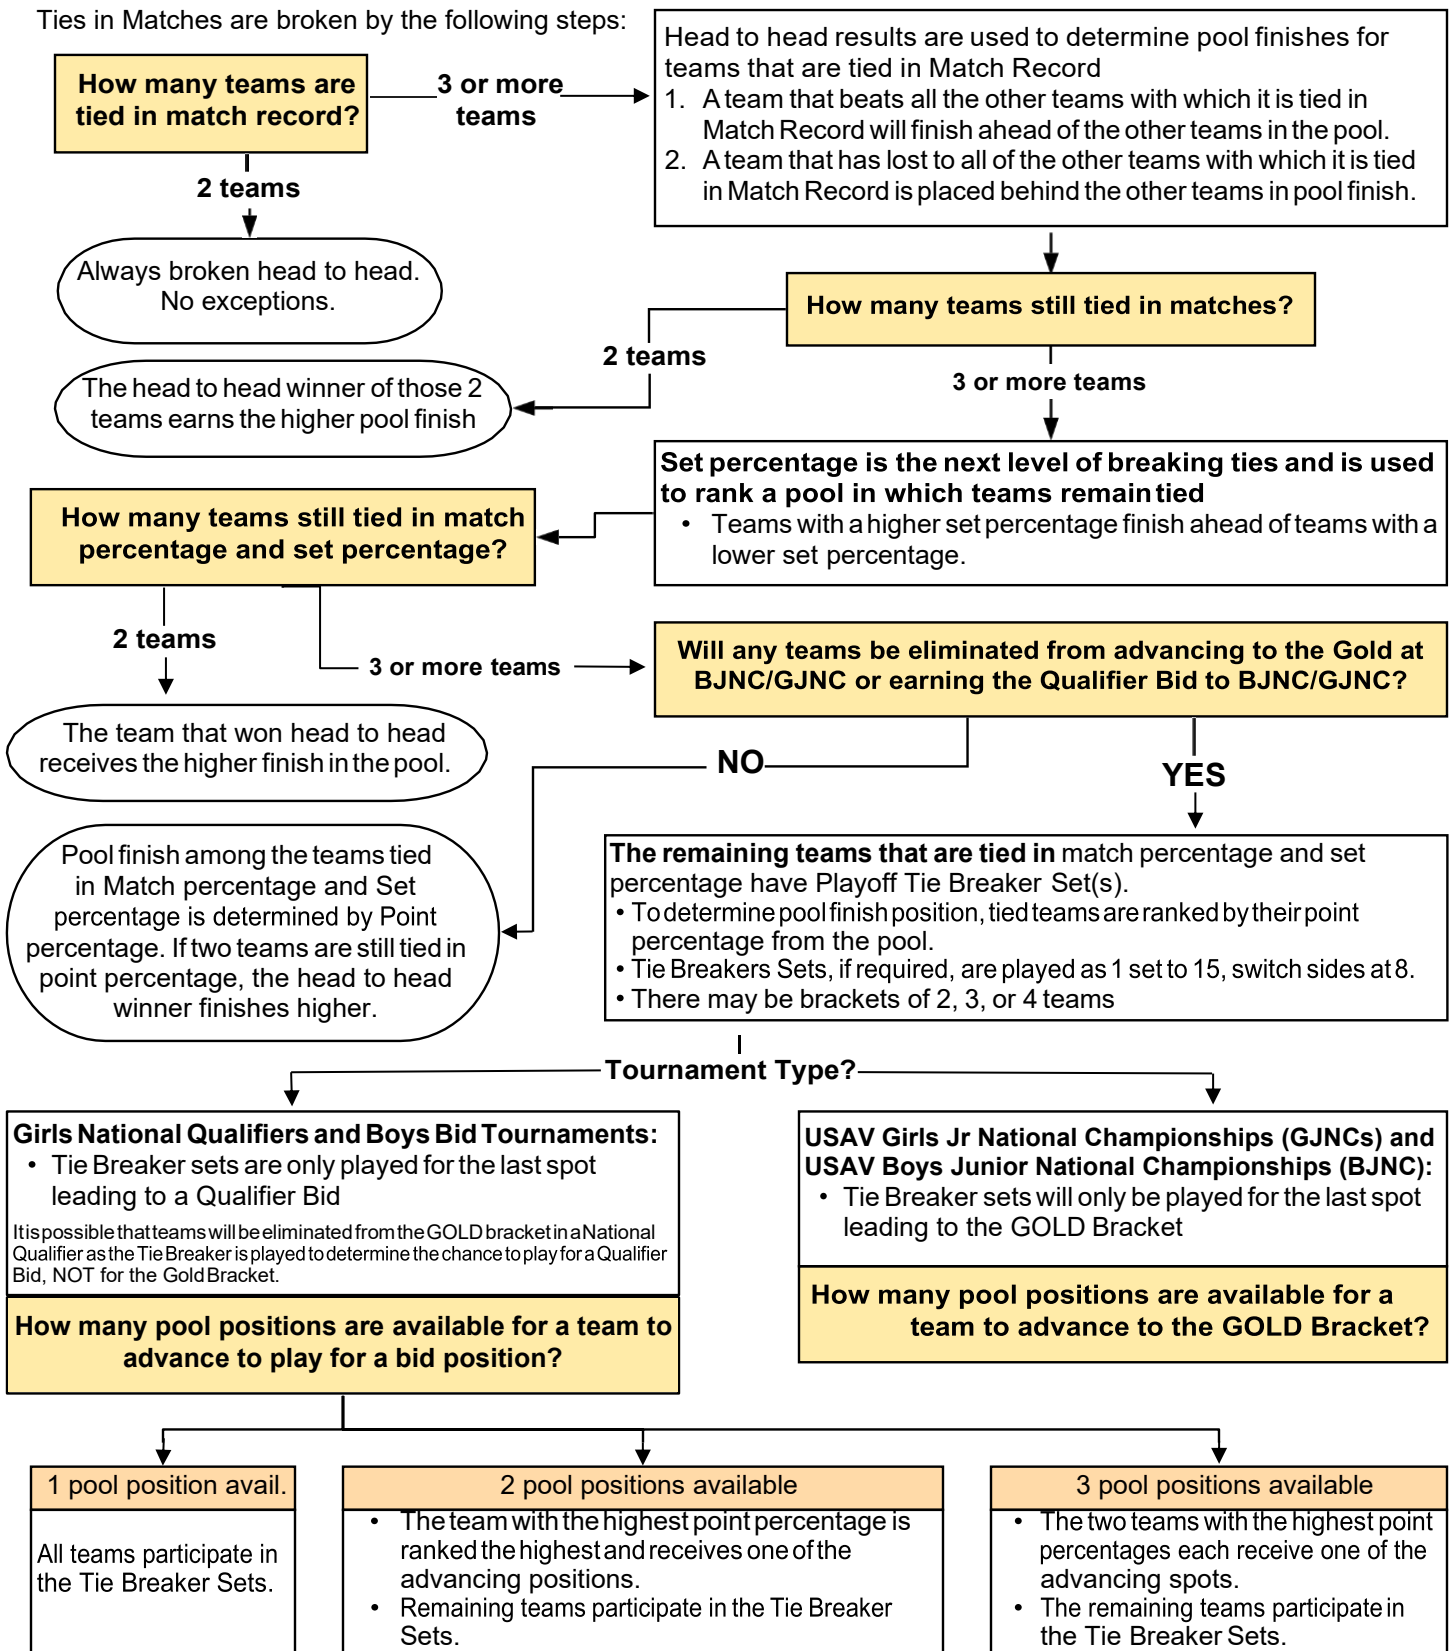 Ties in Matches are broken by the following steps:
How many teams are
tied in match record?
3 or more
teams
Head to head results are used to determine pool finishes for
teams that are tied in Match Record
1. A team that beats all the other teams with which it is tied in
Match Record will finish ahead of the other teams in the pool.
2. A team that has lost to all of the other teams with which it is tied
in Match Record is placed behind the other teams in pool finish.
2 teams
Always broken head to head.
No exceptions.
How many teams still tied in matches?
2 teams
3 or more teams
The head to head winner of those 2
teams earns the higher pool finish
Set percentage is the next level of breaking ties and is used
to rank a pool in which teams remain tied
• Teams with a higher set percentage finish ahead of teams with a
lower set percentage.
How many teams still tied in match
percentage and set percentage?
2 teams
3 or more teams
Will any teams be eliminated from advancing to the Gold at
BJNC/GJNC or earning the Qualifier Bid to BJNC/GJNC?
The team that won head to head
receives the higher finish in the pool.
NO
YES
Pool finish among the teams tied
in Match percentage and Set
percentage is determined by Point
percentage. If two teams are still tied in
point percentage, the head to head
winner finishes higher.
The remaining teams that are tied in match percentage and set
percentage have Playoff Tie Breaker Set(s).
• To determine pool finish position, tied teams are ranked by their point
percentage from the pool.
• Tie Breakers Sets, if required, are played as 1 set to 15, switch sides at 8.
• There may be brackets of 2, 3, or 4 teams
Tournament Type?
Girls National Qualifiers and Boys Bid Tournaments:
• Tie Breaker sets are only played for the last spot
leading to a Qualifier Bid
It is possible that teams will be eliminated from the GOLD bracket in a National
Qualifier as the Tie Breaker is played to determine the chance to play for a Qualifier
Bid, NOT for the Gold Bracket.
How many pool positions are available for a team to
advance to play for a bid position?
USAV Girls Jr National Championships (GJNCs) and
USAV Boys Junior National Championships (BJNC):
• Tie Breaker sets will only be played for the last spot
leading to the GOLD Bracket
How many pool positions are available for a
team to advance to the GOLD Bracket?
1 pool position avail.
All teams participate in
the Tie Breaker Sets.
2 pool positions available
• The team with the highest point percentage is
ranked the highest and receives one of the
advancing positions.
• Remaining teams participate in the Tie Breaker
Sets.
3 pool positions available
• The two teams with the highest point
percentages each receive one of the
advancing spots.
• The remaining teams participate in
the Tie Breaker Sets.